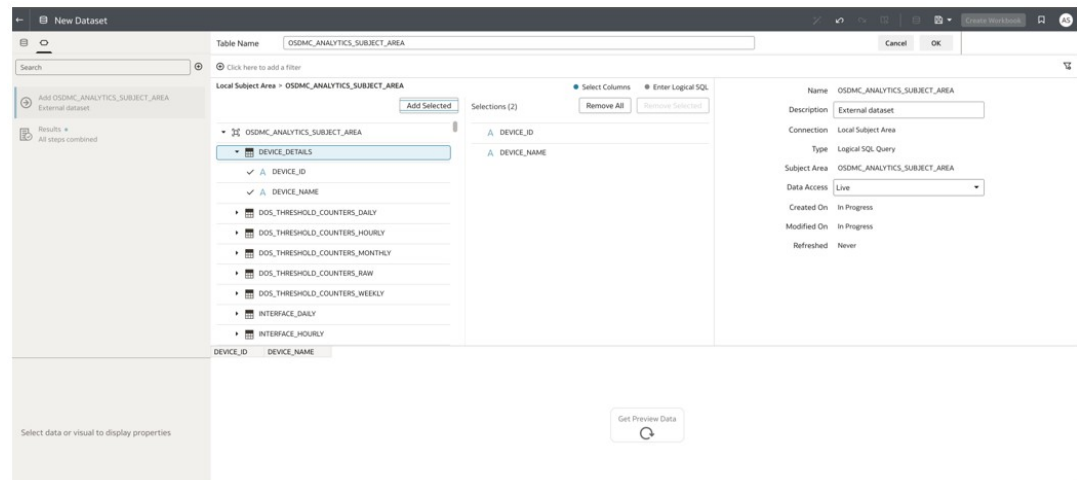 New Dataset
Create Workbook
AS
Table Name OSDMC_ANALYTICS_SUBJECT_AREA
Cancel OK
Search
Click here to add a filter
Add OSDMC_ANALYTICS_SUBJECT_AREA
External dataset
Results
All steps combined
Local Subject Area > OSDMC_ANALYTICS_SUBJECT_AREA
Add Selected
OSDMC_ANALYTICS_SUBJECT_AREA
DEVICE_DETAILS
A DEVICE_ID
A DEVICE_NAME
DOS_THRESHOLD_COUNTERS_DAILY
DOS_THRESHOLD_COUNTERS_HOURLY
DOS_THRESHOLD_COUNTERS_MONTHLY
DOS_THRESHOLD_COUNTERS_RAW
DOS_THRESHOLD_COUNTERS_WEEKLY
INTERFACE_DAILY
INTERFACE_HOURLY
Select Columns Enter Logical SQL
Selections (2) Remove All Remove Selected
A DEVICE_ID
A DEVICE_NAME
Name OSDMC_ANALYTICS_SUBJECT_AREA
Description External dataset
Connection Local Subject Area
Type Logical SQL Query
Subject Area OSDMC_ANALYTICS_SUBJECT_AREA
Data Access Live
Created On In Progress
Modified On In Progress
Refreshed Never
DEVICE_ID DEVICE_NAME
Get Preview Data
Select data or visual to display properties